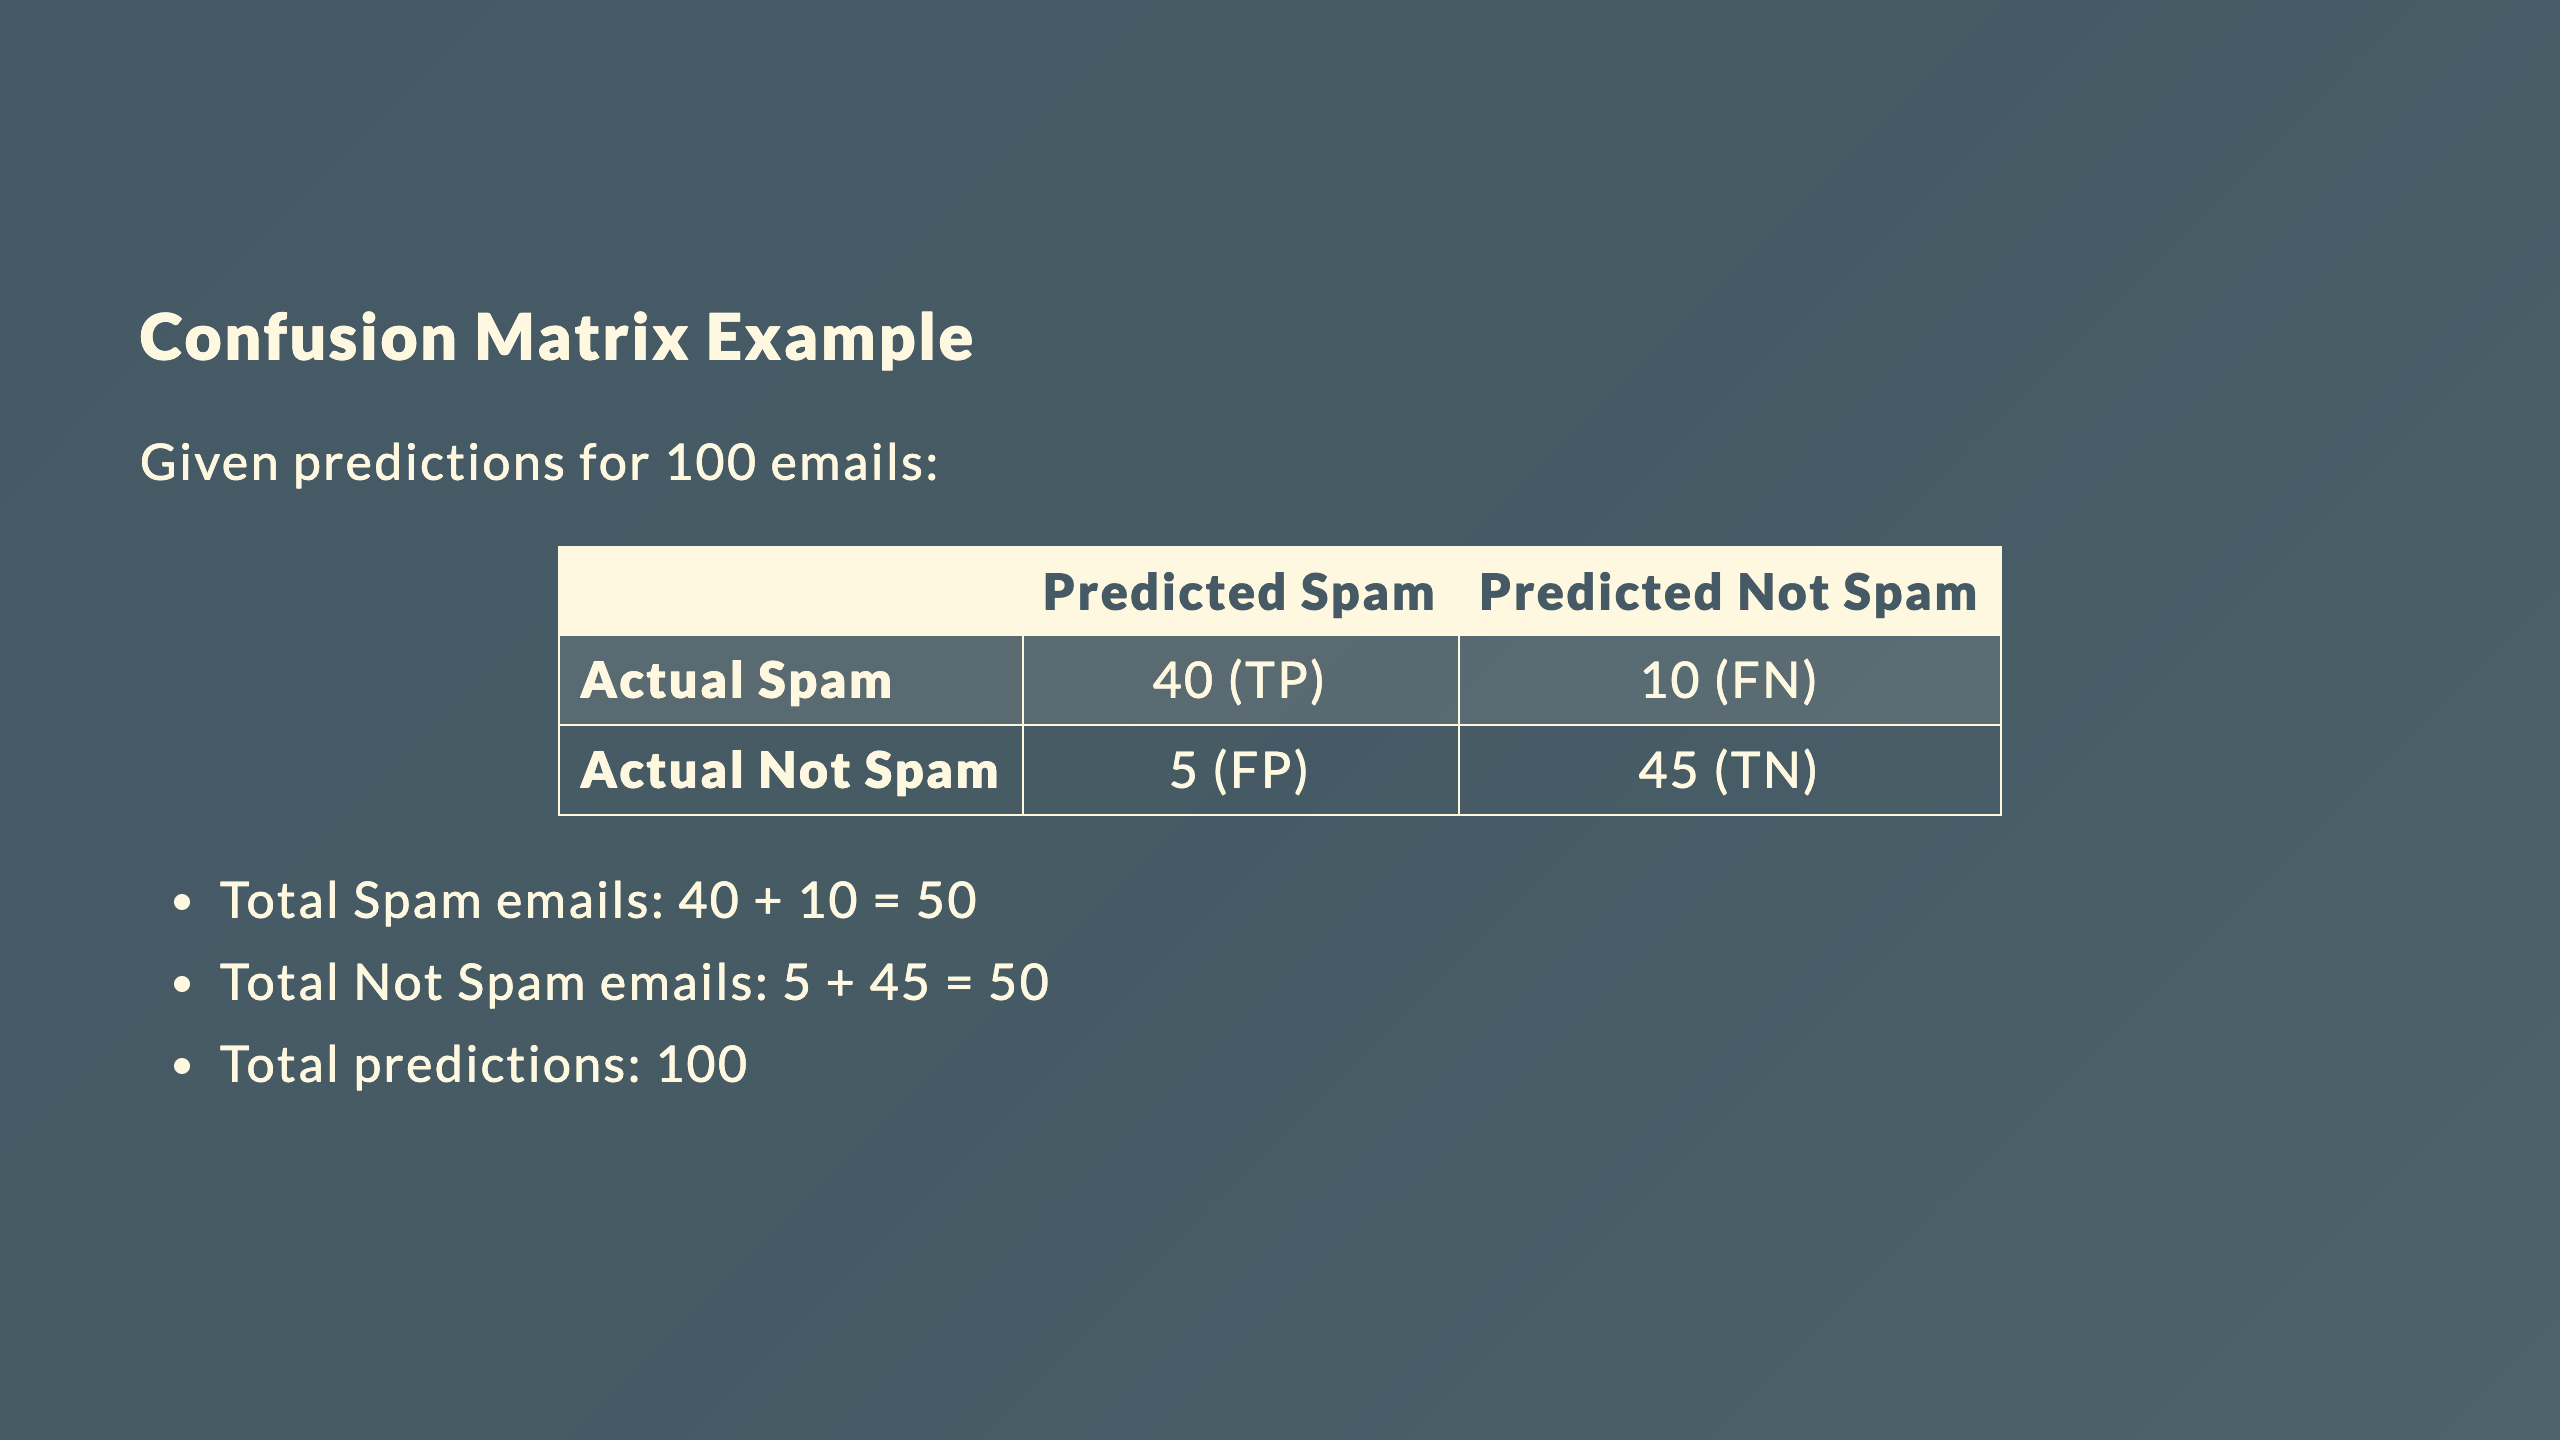 Confusion Matrix Example
Given predictions for 100 emails:
Predicted Spam Predicted Not Spam
Actual Spam 40 (TP) 10 (FN)
Actual Not Spam 5 (FP) 45 (TN)
• Total Spam emails: 40 + 10 = 50
• Total Not Spam emails: 5 + 45 = 50
• Total predictions: 100